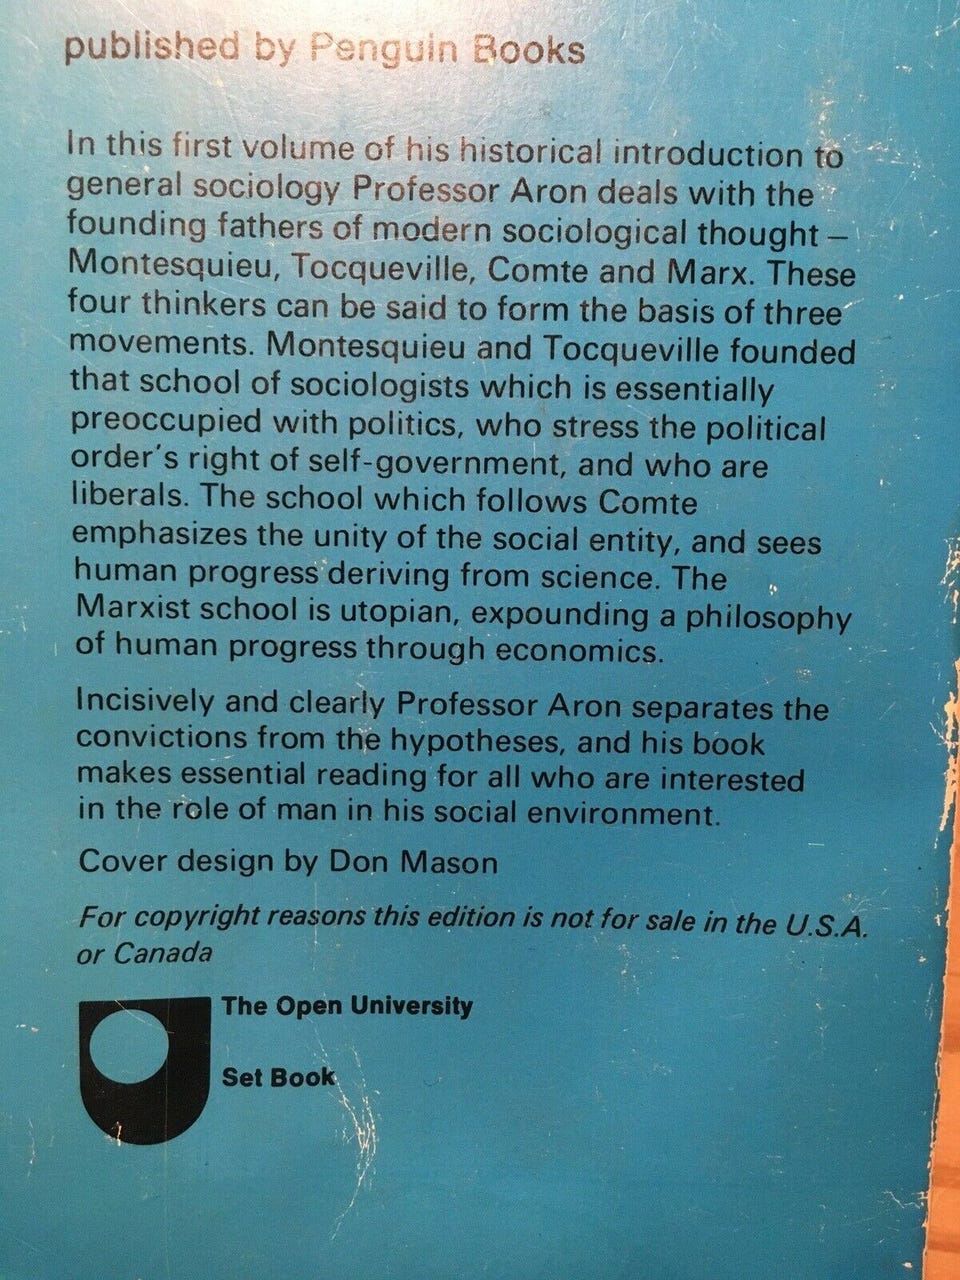 published by Penguin Books
In this first volume of his historical introduction to
general sociology Professor Aron deals with the
founding fathers of modern sociological thought –
Montesquieu, Tocqueville, Comte and Marx. These
four thinkers can be said to form the basis of three
movements. Montesquieu and Tocqueville founded
that school of sociologists which is essentially
preoccupied with politics, who stress the political
order's right of self-government, and who are
liberals. The school which follows Comte
emphasizes the unity of the social entity, and sees
human progress deriving from science. The
Marxist school is utopian, expounding a philosophy
of human progress through economics.
Incisively and clearly Professor Aron separates the
convictions from the hypotheses, and his book
makes essential reading for all who are interested
in the role of man in his social environment.
Cover design by Don Mason
For copyright reasons this edition is not for sale in the U.S.A.
or Canada
The Open University
Set Book